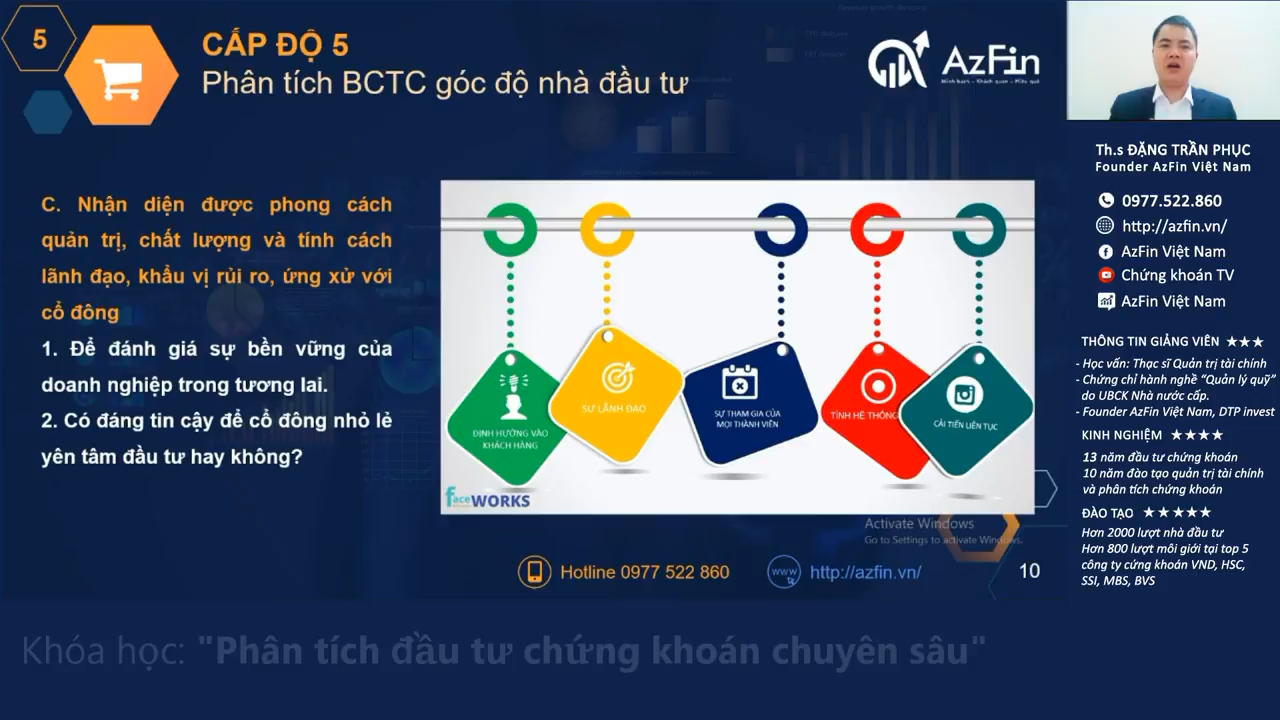 5
CẤP ĐỘ 5
Phân tích BCTC góc độ nhà đầu tư
AzFin
C. Nhận diện được phong cách
quản trị, chất lượng và tính cách
lãnh đạo, khẩu vị rủi ro, ứng xử với
cổ đông
1. Để đánh giá sự bền vững của
doanh nghiệp trong tương lai.
2. Có đáng tin cậy để cổ đông nhỏ lẻ
yên tâm đầu tư hay không?
ĐỊNH HƯỚNG VÀO
KHÁCH HÀNG
SỰ LÃNH ĐẠO
SỰ THAM GIA CỦA
MỌI THÀNH VIÊN
TÍNH HỆ THỐNG
CẢI TIẾN LIÊN TỤC
faceWORKS
Activate Windows
Go to Settings to activate Windows.
Hotline 0977 522 860
www
http://azfin.vn/
10
Th.s ĐẶNG TRẦN PHỤC
Founder AzFin Việt Nam
0977.522.860
http://azfin.vn/
AzFin Việt Nam
Chứng khoán TV
AzFin Việt Nam
THÔNG TIN GIẢNG VIÊN ★★★
- Học vấn: Thạc sĩ Quản trị tài chính
- Chứng chỉ hành nghề “Quản lý quỹ”
do UBCK Nhà nước cấp.
- Founder AzFin Việt Nam, DTP invest
KINH NGHIỆM ★★★★
13 năm đầu tư chứng khoán
10 năm đào tạo quản trị tài chính
và phân tích chứng khoán
ĐÀO TẠO ★★★★★
Hơn 2000 lượt nhà đầu tư
Hơn 800 lượt môi giới tại top 5
công ty cứng khoán VND, HSC,
SSI, MBS, BVS
Khóa học: "Phân tích đầu tư chứng khoán chuyên sâu"